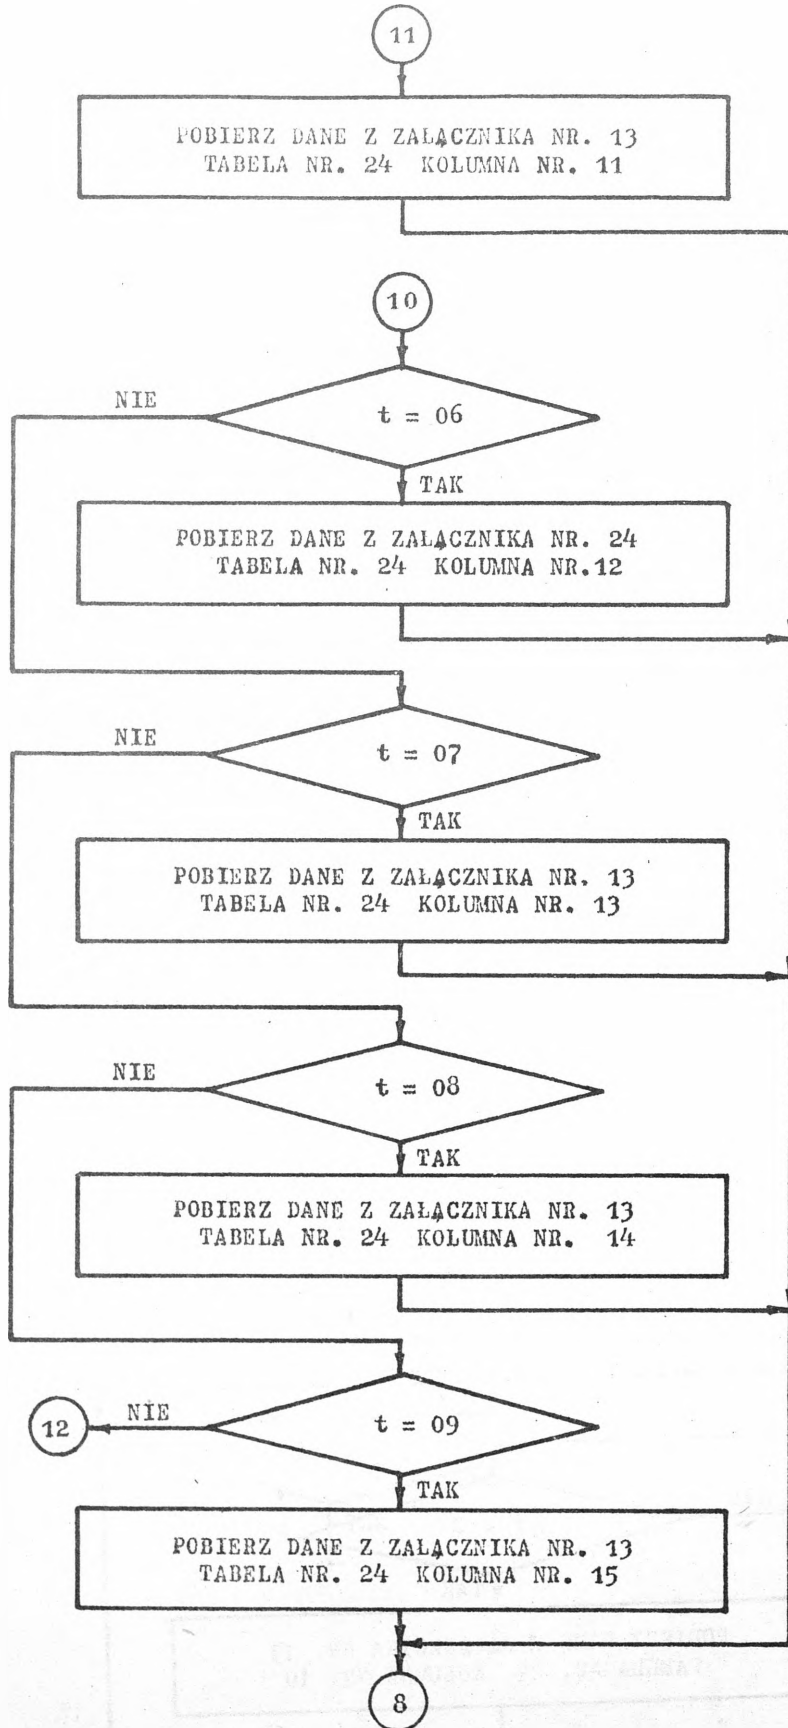 11
POBIERZ DANE Z ZAŁĄCZNIKA NR. 13
TABELA NR. 24 KOLUMNA NR. 11
10
NIE
t = 06
TAK
POBIERZ DANE Z ZAŁĄCZNIKA NR. 24
TABELA NR. 24 KOLUMNA NR.12
NIE
t = 07
TAK
POBIERZ DANE Z ZAŁĄCZNIKA NR. 13
TABELA NR. 24 KOLUMNA NR. 13
NIE
t = 08
TAK
POBIERZ DANE Z ZAŁĄCZNIKA NR. 13
TABELA NR. 24 KOLUMNA NR. 14
12
NIE
t = 09
TAK
POBIERZ DANE Z ZAŁĄCZNIKA NR. 13
TABELA NR. 24 KOLUMNA NR. 15
8